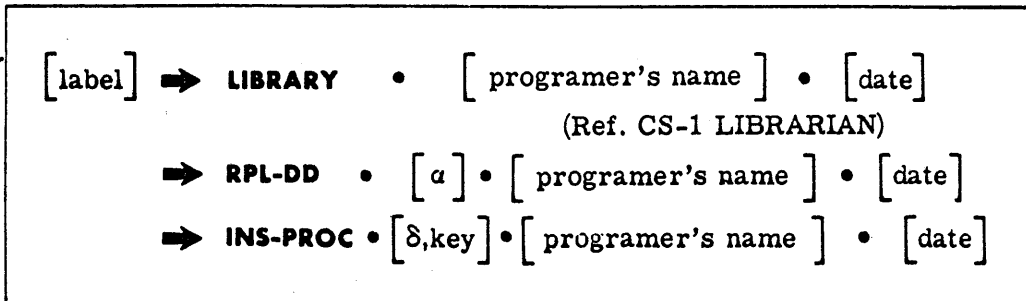 [label] ➡ LIBRARY • [programer's name] • [date]
(Ref. CS-1 LIBRARIAN)
➡ RPL-DD • [α] • [programer's name] • [date]
➡ INS-PROC • [δ,key] • [programer's name] • [date]